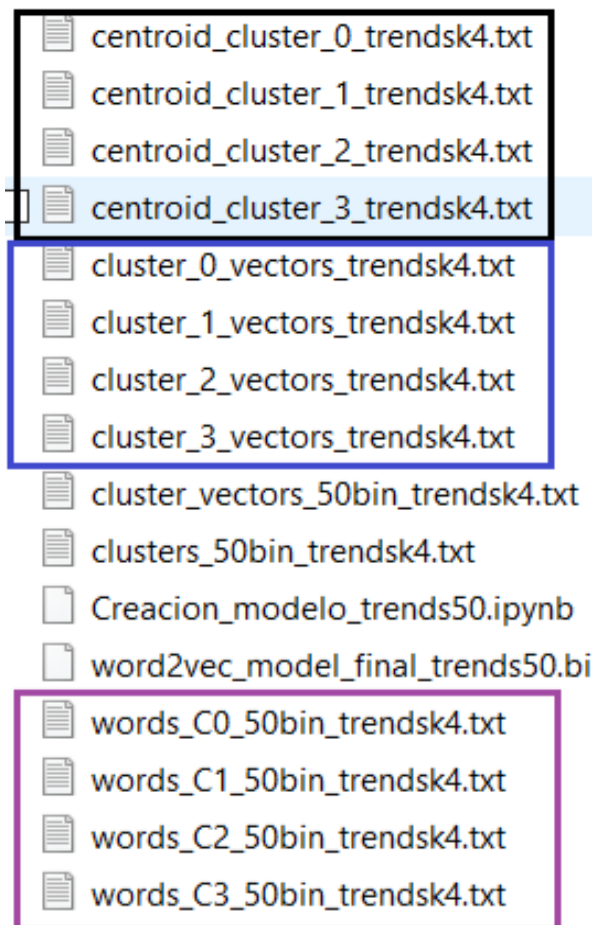 centroid_cluster_0_trendsk4.txt
centroid_cluster_1_trendsk4.txt
centroid_cluster_2_trendsk4.txt
centroid_cluster_3_trendsk4.txt
cluster_0_vectors_trendsk4.txt
cluster_1_vectors_trendsk4.txt
cluster_2_vectors_trendsk4.txt
cluster_3_vectors_trendsk4.txt
cluster_vectors_50bin_trendsk4.txt
clusters_50bin_trendsk4.txt
Creacion_modelo_trends50.ipynb
word2vec_model_final_trends50.bi
words_C0_50bin_trendsk4.txt
words_C1_50bin_trendsk4.txt
words_C2_50bin_trendsk4.txt
words_C3_50bin_trendsk4.txt